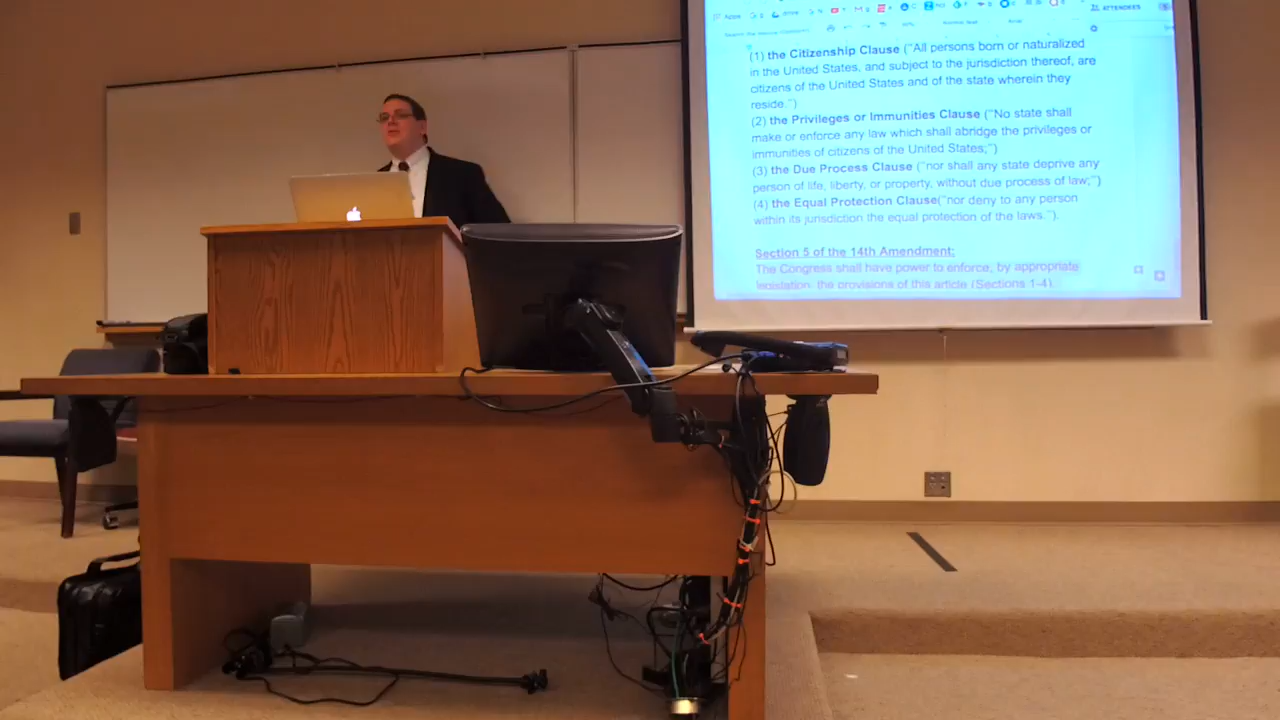 Apps
drive
ATTENDEES
(1) the Citizenship Clause ("All persons born or naturalized
in the United States, and subject to the jurisdiction thereof, are
citizens of the United States and of the state wherein they
reside.")
(2) the Privileges or Immunities Clause ("No state shall
make or enforce any law which shall abridge the privileges or
immunities of citizens of the United States;")
(3) the Due Process Clause ("nor shall any state deprive any
person of life, liberty, or property, without due process of law;")
(4) the Equal Protection Clause("nor deny to any person
within its jurisdiction the equal protection of the laws.").
Section 5 of the 14th Amendment:
The Congress shall have power to enforce, by appropriate
legislation, the provisions of this article (Sections 1-4).